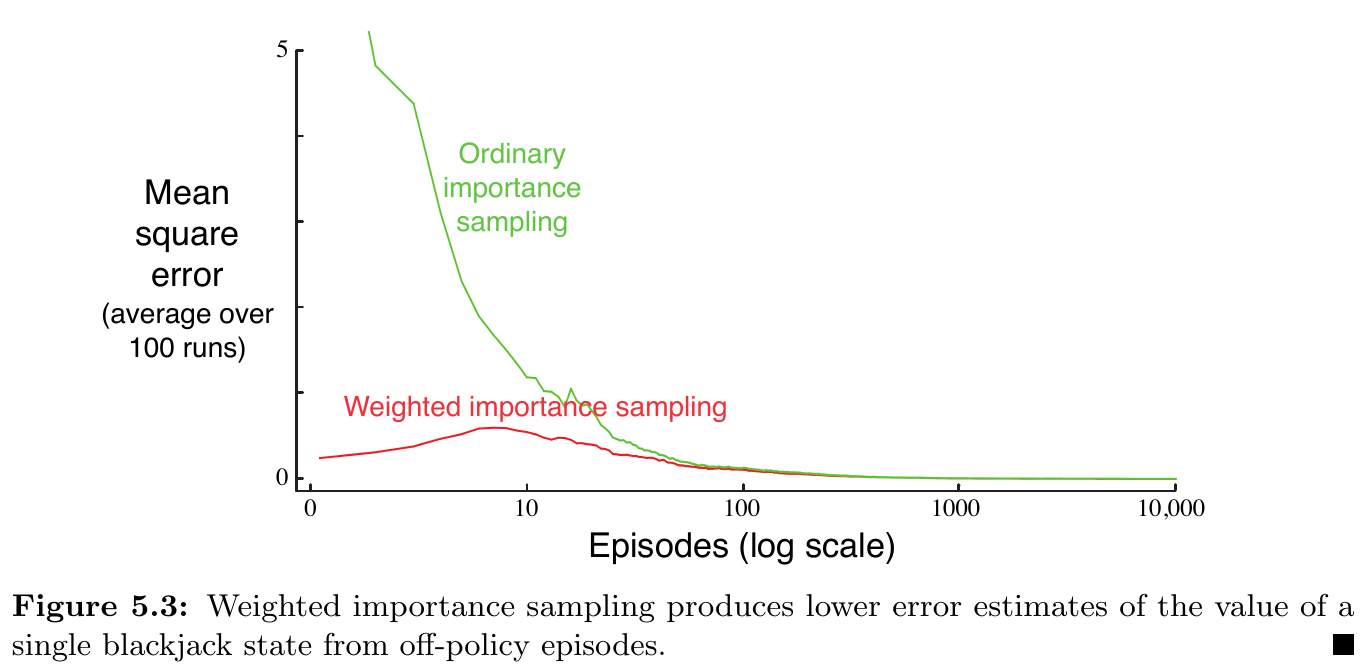 5
Ordinary
importance
sampling
Mean
square
error
(average over
100 runs)
Weighted importance sampling
0
0 10 100 1000 10,000
Episodes (log scale)
Figure 5.3: Weighted importance sampling produces lower error estimates of the value of a
single blackjack state from off-policy episodes.